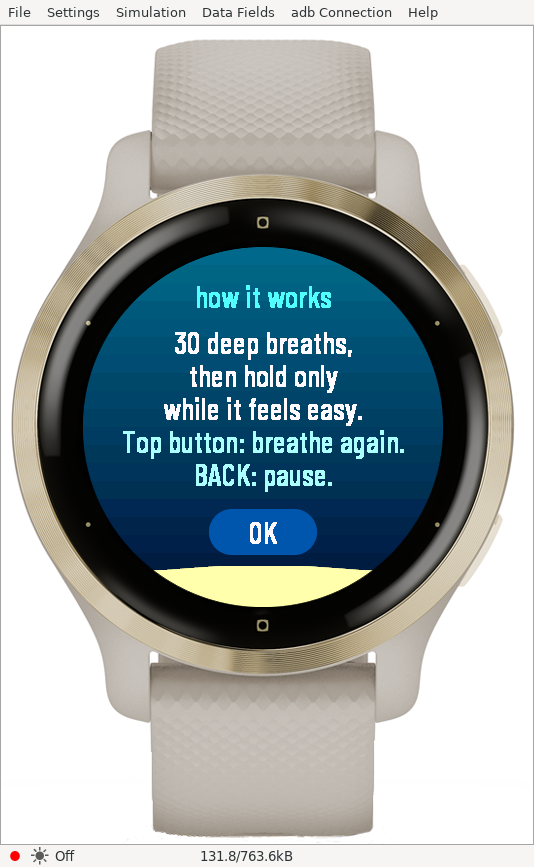 File Settings Simulation Data Fields adb Connection Help
how it works
30 deep breaths,
then hold only
while it feels easy.
Top button: breathe again.
BACK: pause.
OK
Off 131.8/763.6kB